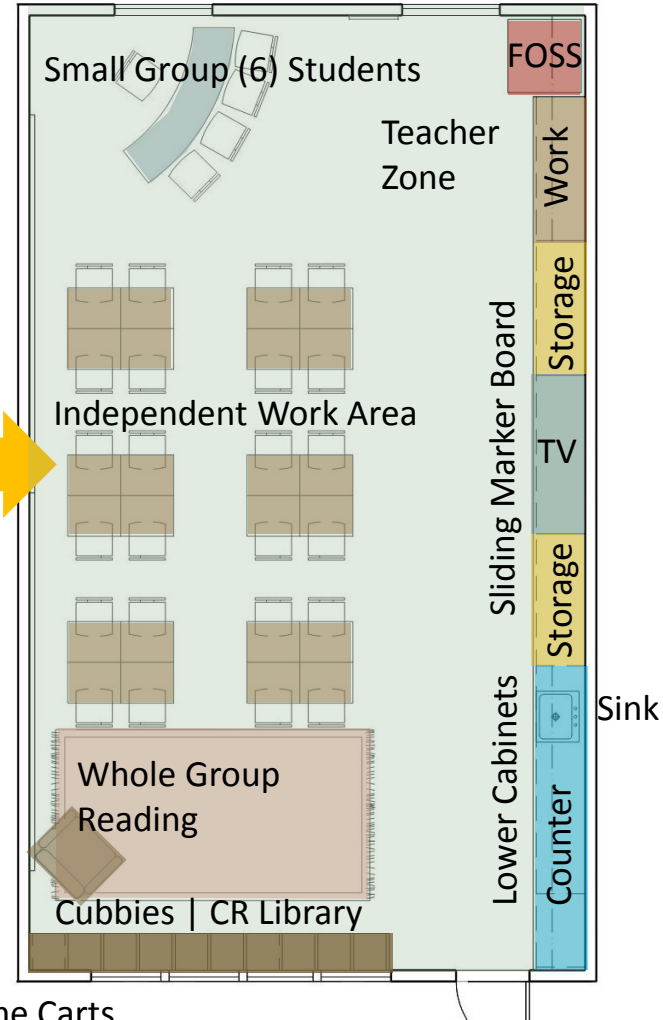 Small Group (6) Students
FOSS
Teacher
Zone
Work
Storage
Independent Work Area
Sliding Marker Board
TV
Storage
Sink
Lower Cabinets
Counter
Whole Group
Reading
Cubbies | CR Library
Carts